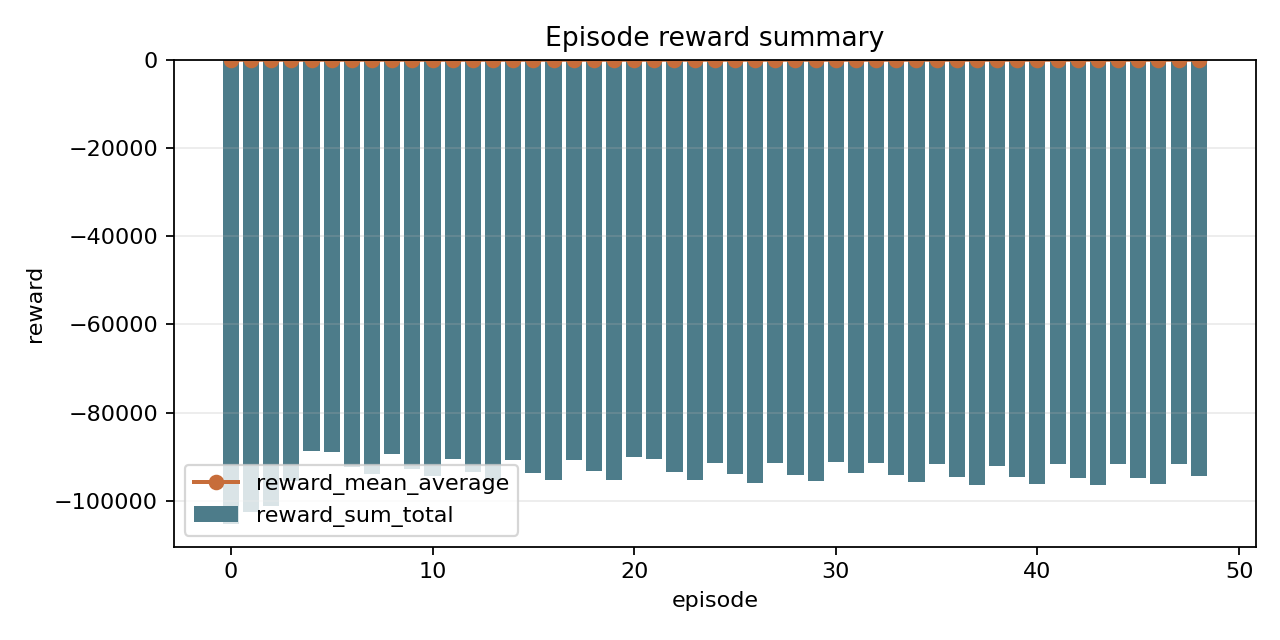 Episode reward summary
0
−20000
−40000
−60000
−80000
−100000
reward
reward_mean_average
reward_sum_total
0 10 20 30 40 50
episode